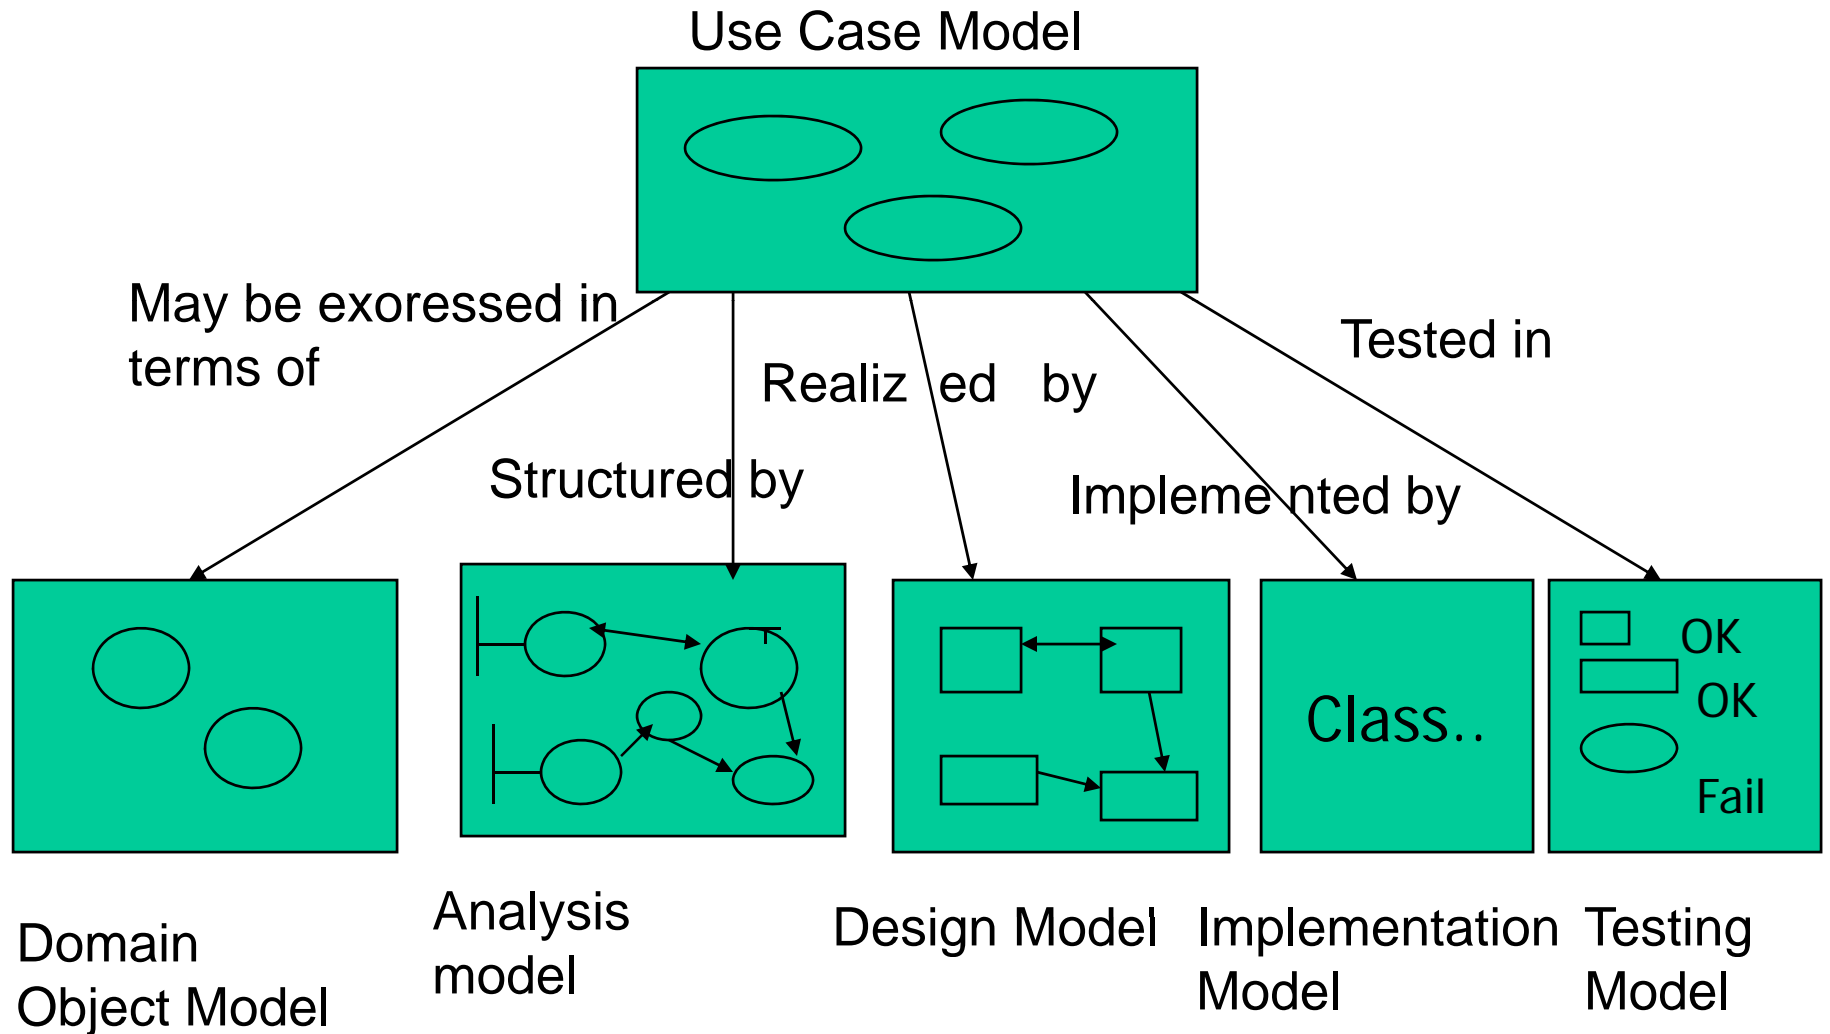 Use Case Model
May be exoressed in
terms of
Tested in
Realiz ed by
Structured by
Impleme nted by
OK
OK
Class..
Fail
Domain
Object Model
Analysis
model
Design Model
Implementation
Model
Testing
Model